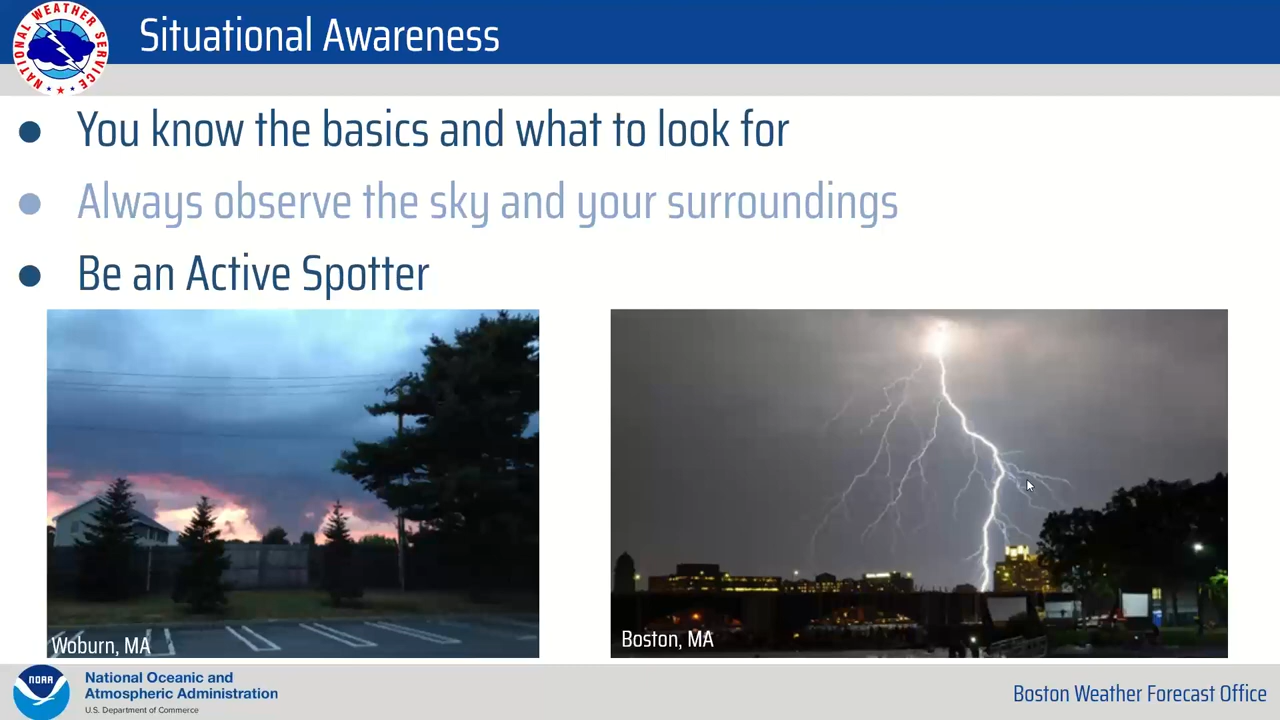 NATIONAL WEATHER SERVICE
Situational Awareness
● You know the basics and what to look for
● Always observe the sky and your surroundings
● Be an Active Spotter
Woburn, MA
Boston, MA
NOAA
National Oceanic and
Atmospheric Administration
U.S. Department of Commerce
Boston Weather Forecast Office